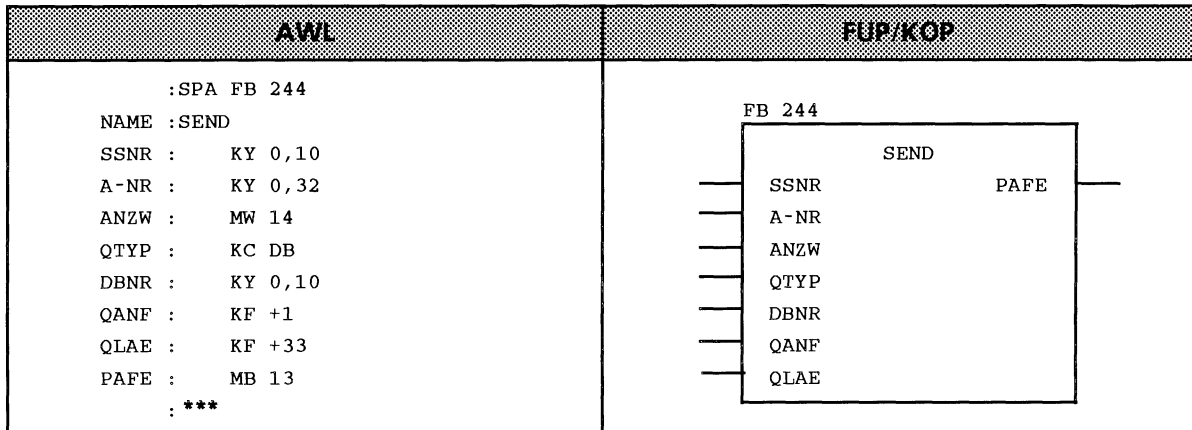 AWL
FUP/KOP
:SPA FB 244
NAME :SEND
SSNR : KY 0,10
A-NR : KY 0,32
ANZW : MW 14
QTYP : KC DB
DBNR : KY 0,10
QANF : KF +1
QLAE : KF +33
PAFE : MB 13
: ***
FB 244
SEND
SSNR PAFE
A-NR
ANZW
QTYP
DBNR
QANF
QLAE